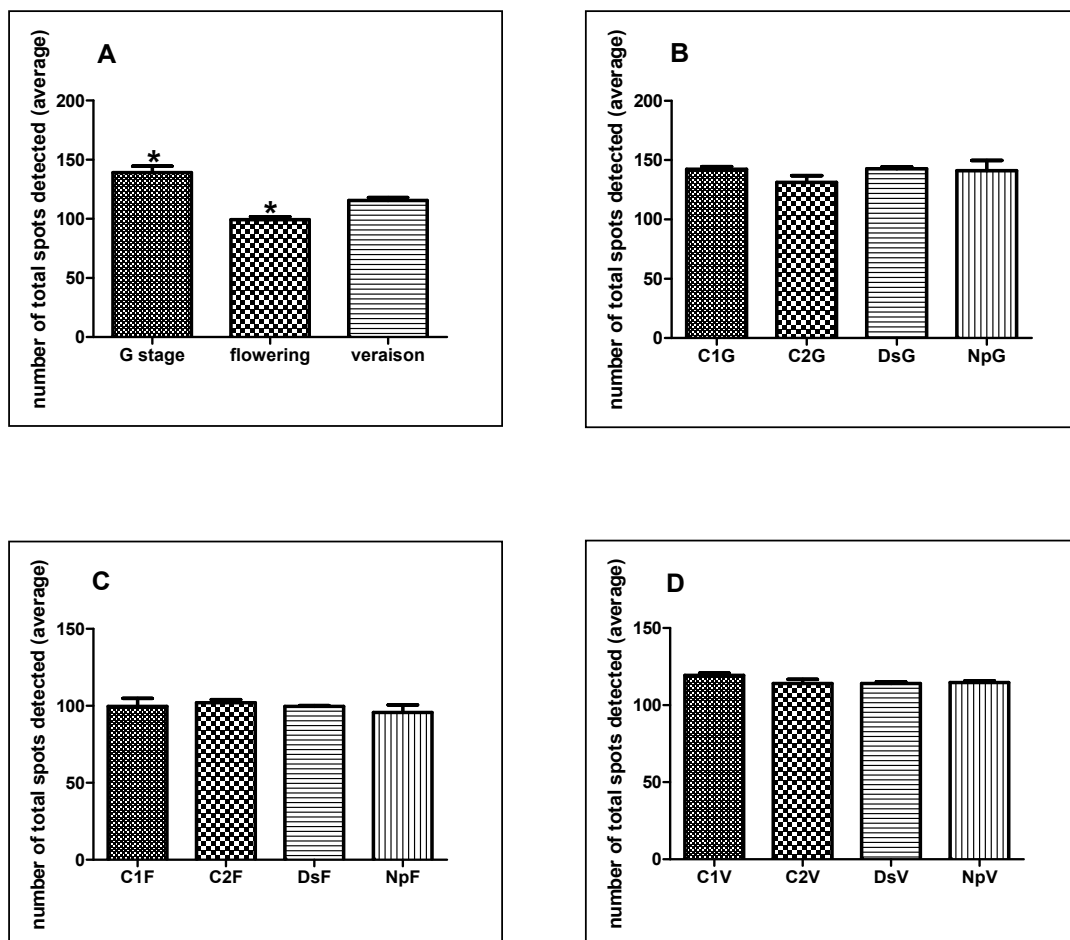 A
number of total spots detected (average)
200
150
100
50
0
*
*
G stage flowering veraison
B
number of total spots detected (average)
200
150
100
50
0
C1G C2G DsG NpG
C
number of total spots detected (average)
150
100
50
0
C1F C2F DsF NpF
D
number of total spots detected (average)
150
100
50
0
C1V C2V DsV NpV